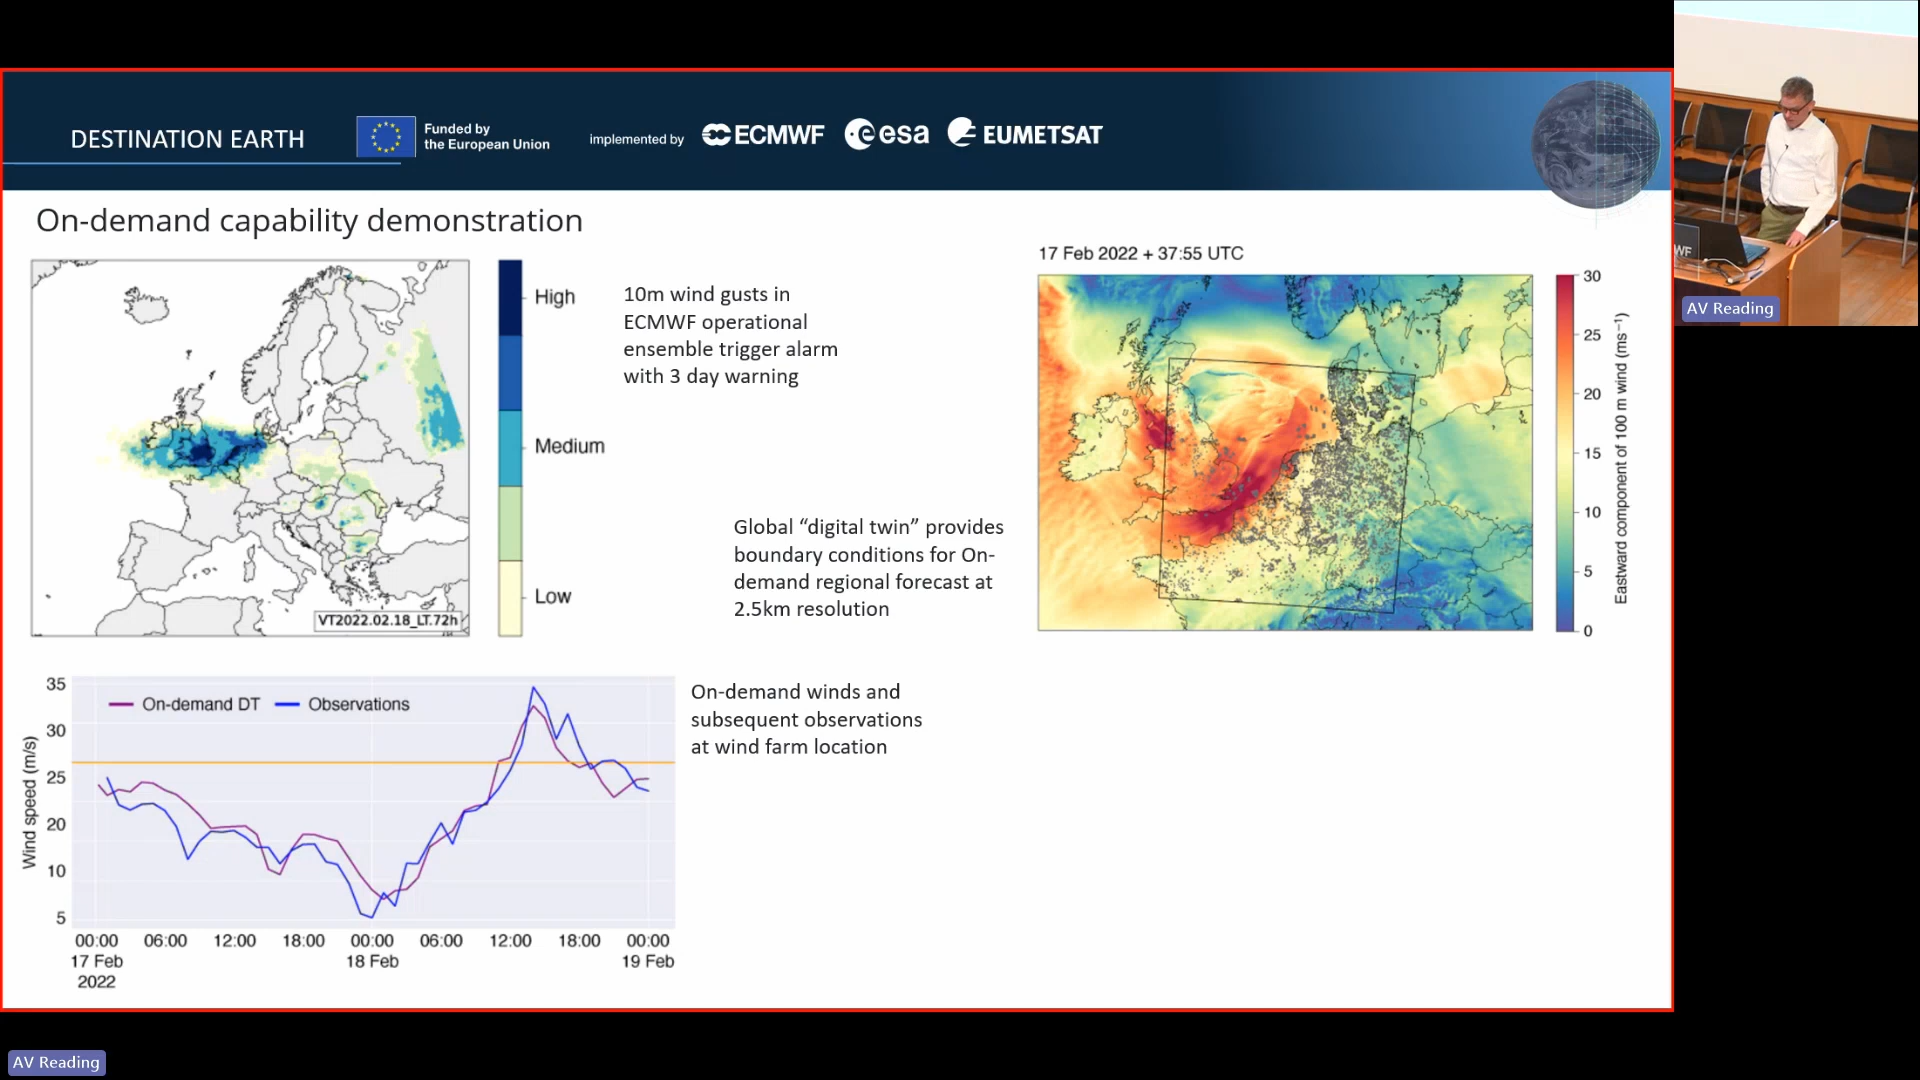 DESTINATION EARTH
Funded by
the European Union
implemented by
ECMWF
esa
EUMETSAT
On-demand capability demonstration
High
Medium
Low
VT2022.02.18_LT.72h
10m wind gusts in
ECMWF operational
ensemble trigger alarm
with 3 day warning
Global “digital twin” provides
boundary conditions for On-
demand regional forecast at
2.5km resolution
17 Feb 2022 + 37:55 UTC
30
25
20
15
10
5
0
Eastward component of 100 m wind (ms⁻¹)
On-demand DT
Observations
Wind speed (m/s)
35
30
25
20
10
5
00:00 06:00 12:00 18:00 00:00 06:00 12:00 18:00 00:00
17 Feb 18 Feb 19 Feb
2022
On-demand winds and
subsequent observations
at wind farm location
WF
AV Reading
AV Reading